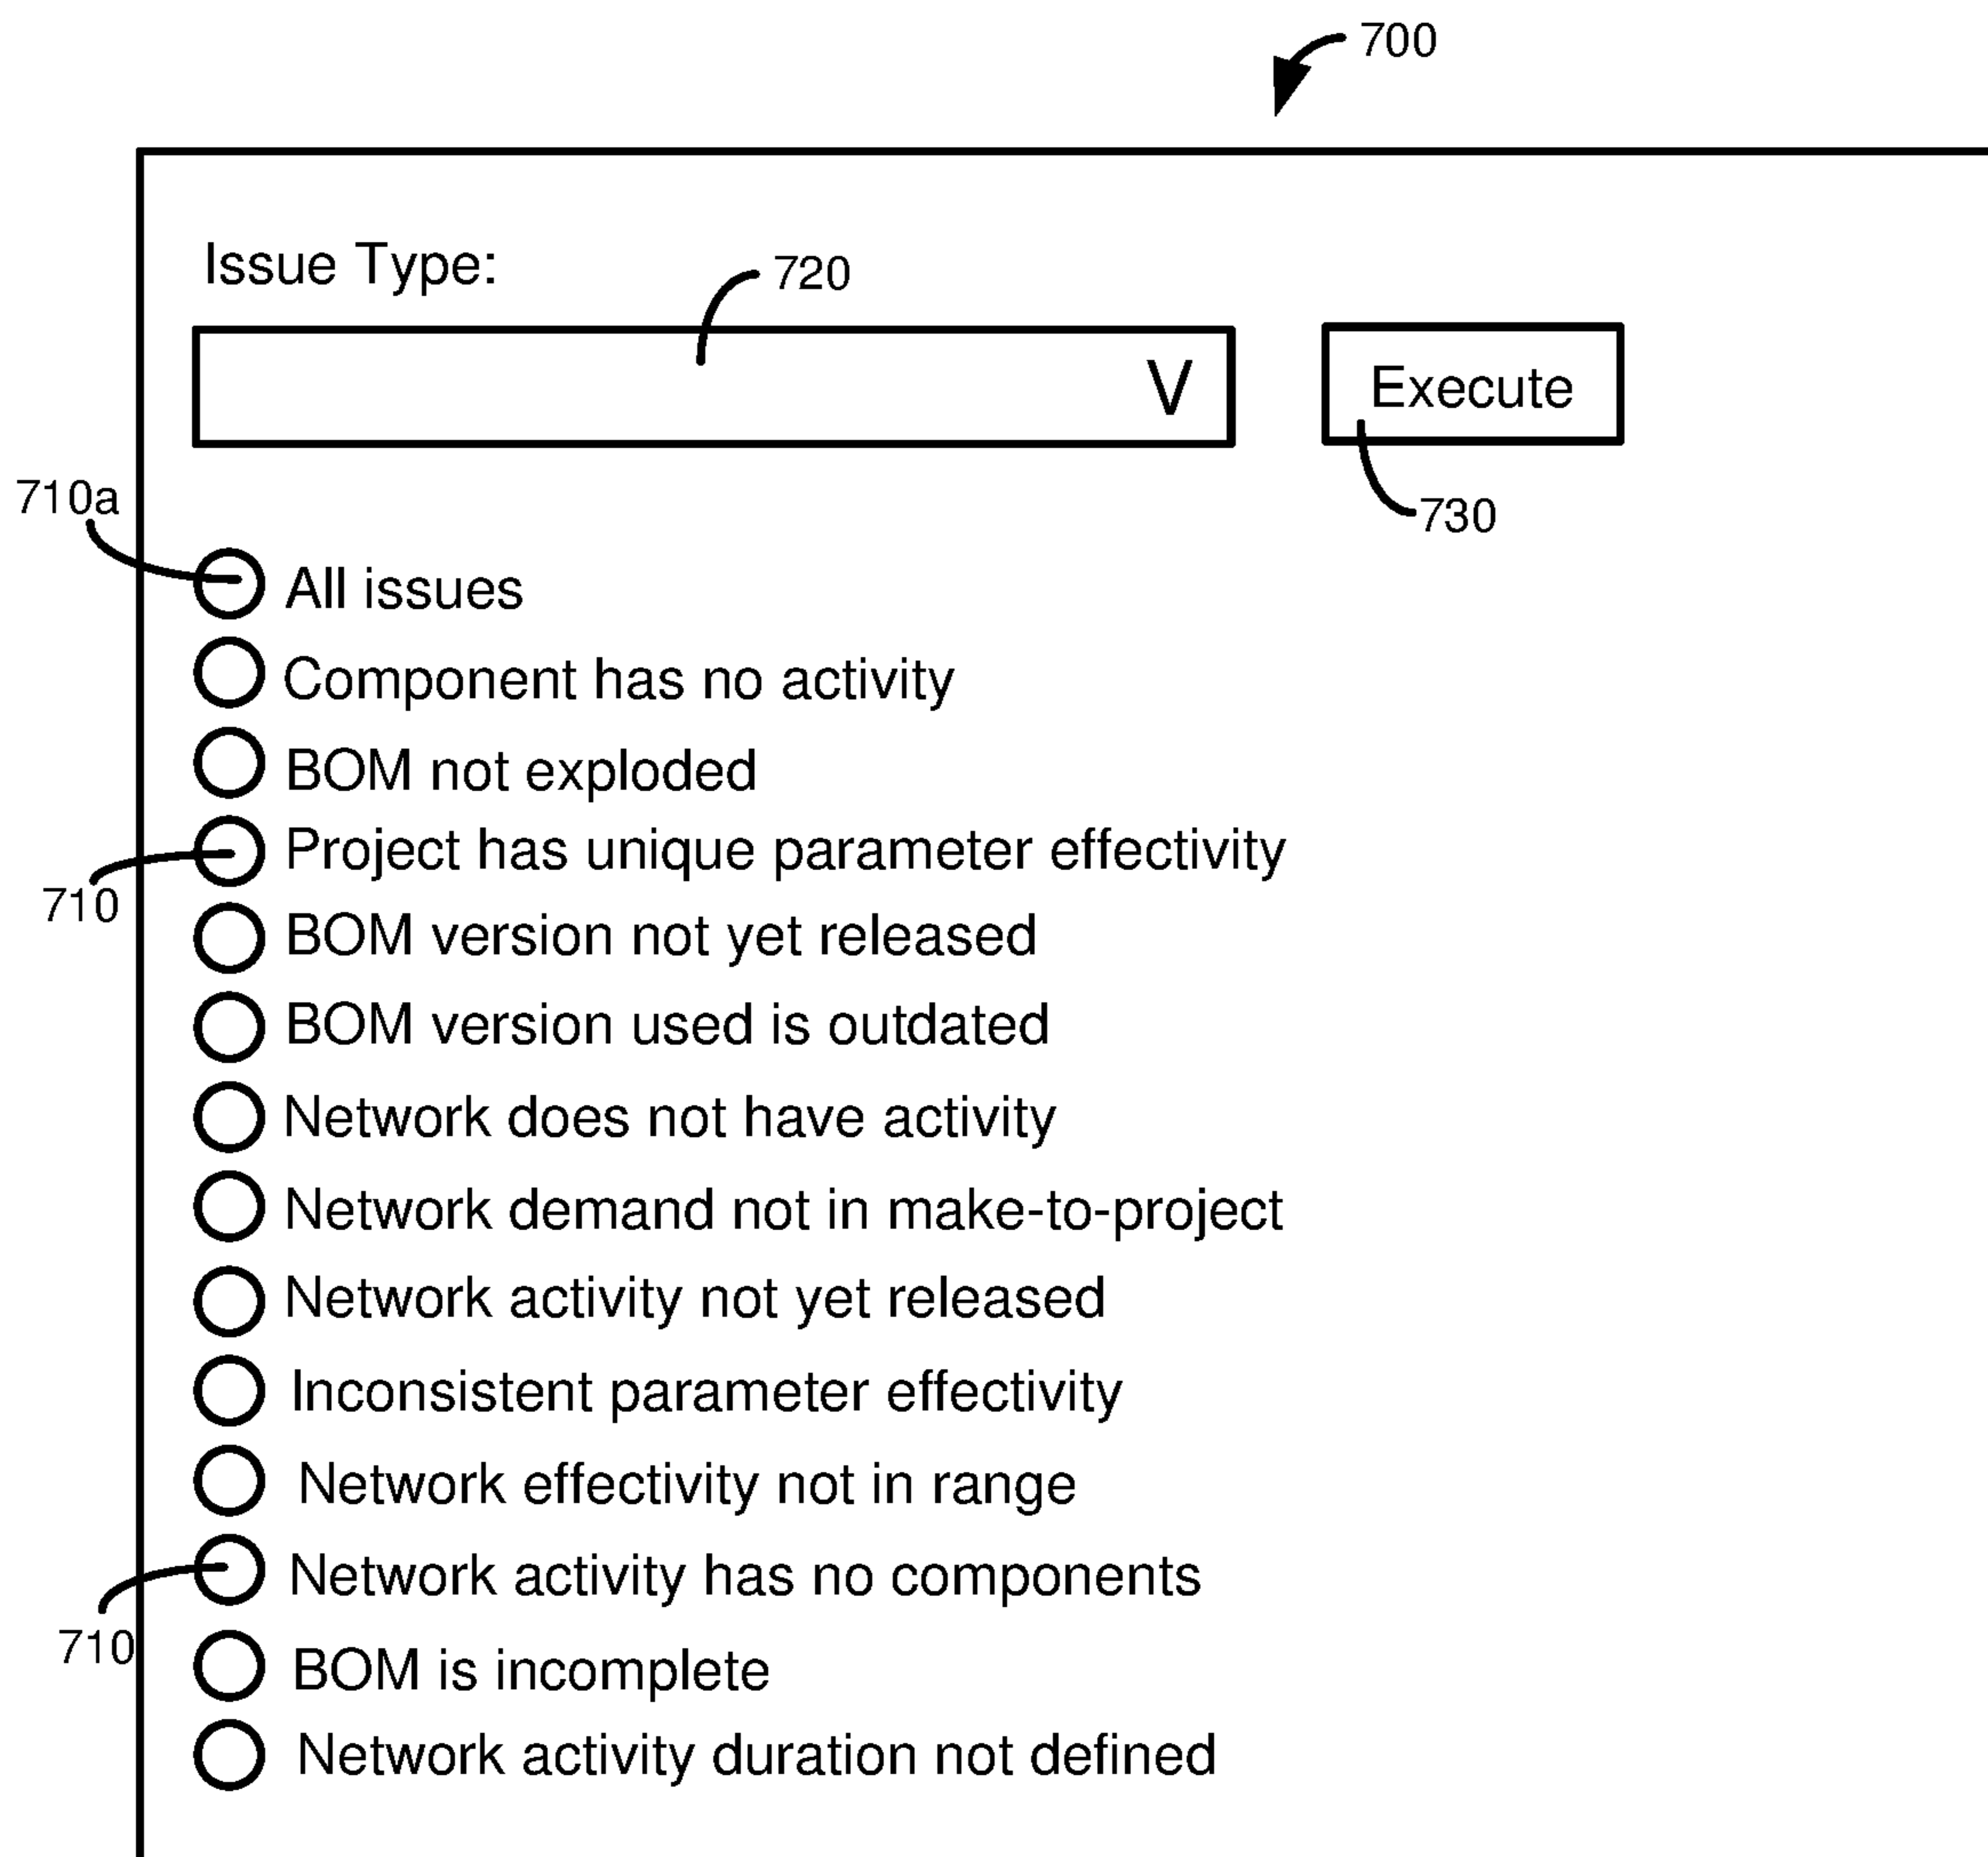 700
Issue Type:
720
V
Execute
710a
730
All issues
Component has no activity
BOM not exploded
Project has unique parameter effectivity
710
BOM version not yet released
BOM version used is outdated
Network does not have activity
Network demand not in make-to-project
Network activity not yet released
Inconsistent parameter effectivity
Network effectivity not in range
Network activity has no components
710
BOM is incomplete
Network activity duration not defined